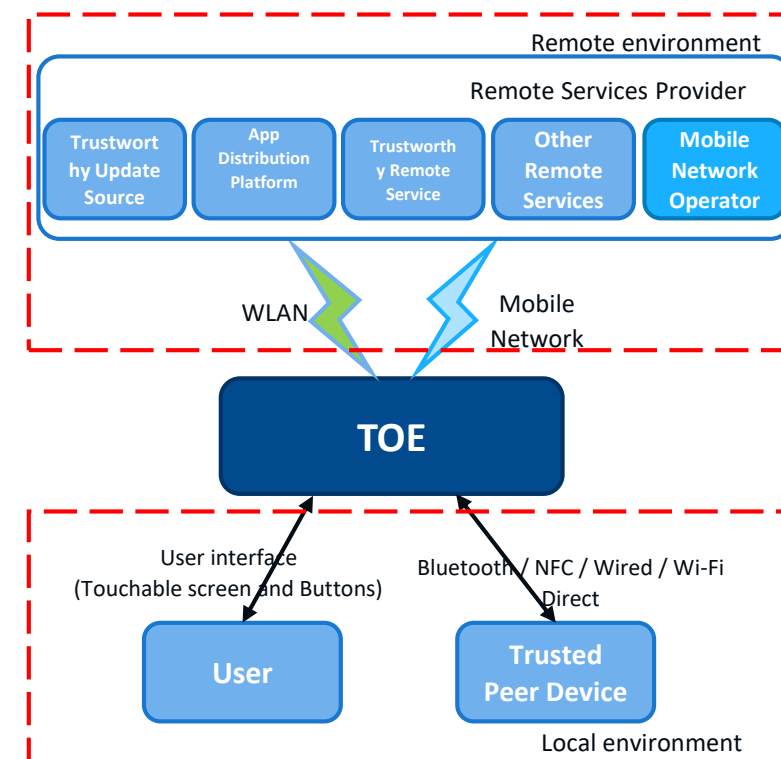 Remote environment
Remote Services Provider
Trustwort
hy Update
Source
App
Distribution
Platform
Trustworth
y Remote
Service
Other
Remote
Services
Mobile
Network
Operator
WLAN
Mobile
Network
TOE
User interface
(Touchable screen and Buttons)
Bluetooth / NFC / Wired / Wi-Fi
Direct
User
Trusted
Peer Device
Local environment